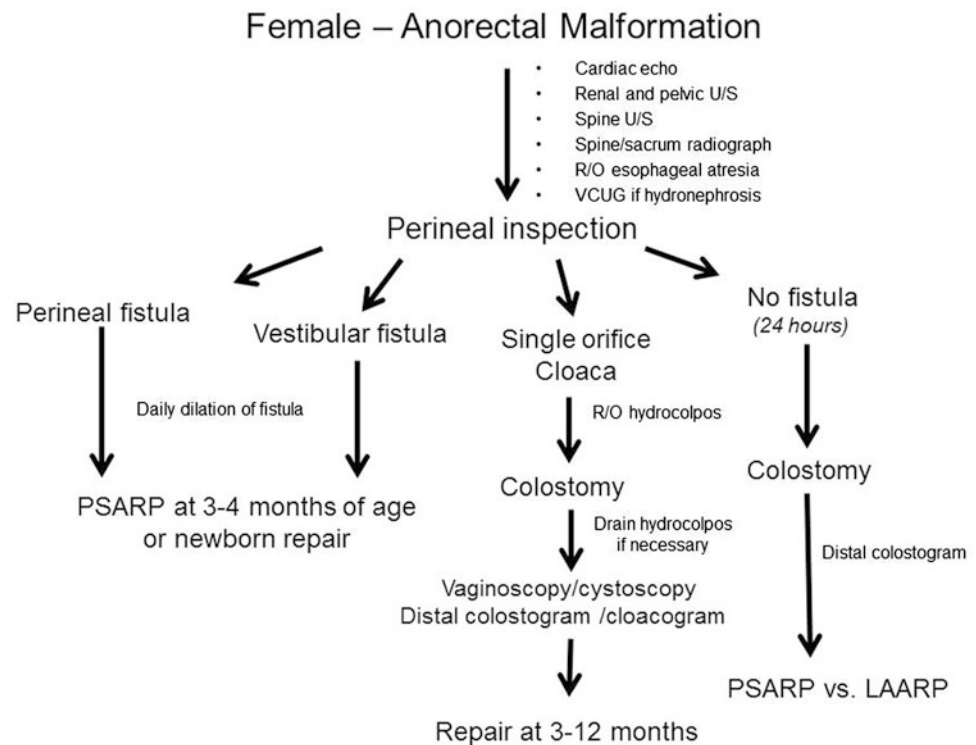 Female – Anorectal Malformation
• Cardiac echo
• Renal and pelvic U/S
• Spine U/S
• Spine/sacrum radiograph
• R/O esophageal atresia
• VCUG if hydronephrosis
Perineal inspection
Perineal fistula
Vestibular fistula
Single orifice
Cloaca
No fistula
(24 hours)
Daily dilation of fistula
R/O hydrocolpos
PSARP at 3-4 months of age
or newborn repair
Colostomy
Colostomy
Drain hydrocolpos
if necessary
Distal colostogram
Vaginoscopy/cystoscopy
Distal colostogram /cloacogram
PSARP vs. LAARP
Repair at 3-12 months